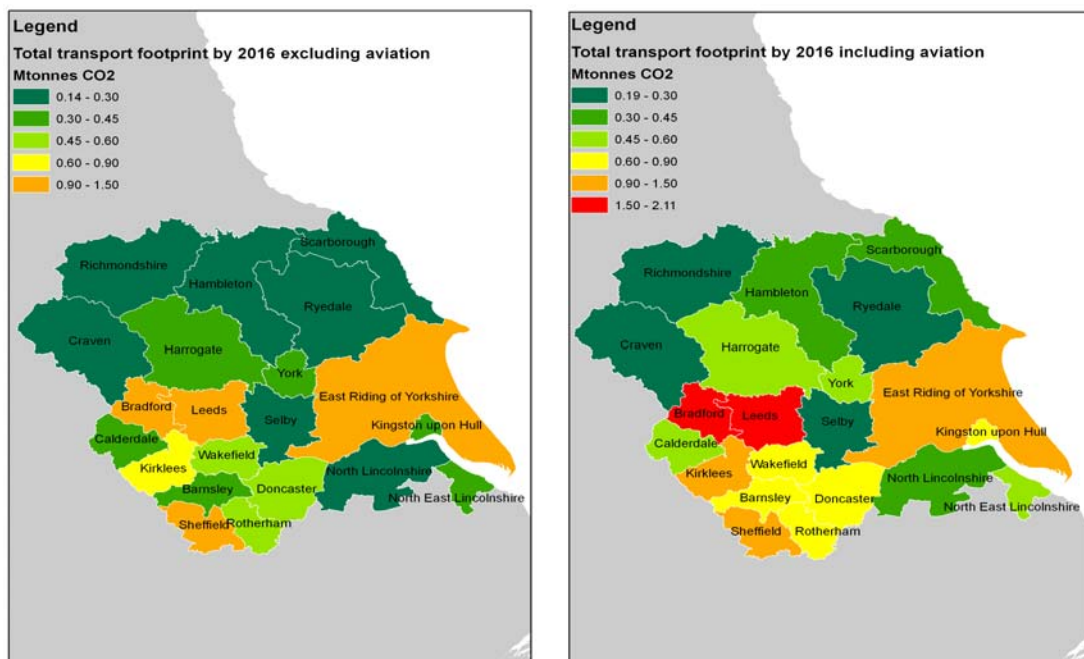 Legend
Total transport footprint by 2016 excluding aviation
Mtonnes CO2
0.14 - 0.30
0.30 - 0.45
0.45 - 0.60
0.60 - 0.90
0.90 - 1.50
Scarborough
Richmondshire
Hambleton
Ryedale
Craven
Harrogate
York
East Riding of Yorkshire
Bradford
Leeds
Selby
Kingston upon Hull
Calderdale
Wakefield
Kirklees
North Lincolnshire
Barnsley
Doncaster
North East Lincolnshire
Sheffield
Rotherham
Legend
Total transport footprint by 2016 including aviation
Mtonnes CO2
0.19 - 0.30
0.30 - 0.45
0.45 - 0.60
0.60 - 0.90
0.90 - 1.50
1.50 - 2.11
Scarborough
Richmondshire
Hambleton
Ryedale
Craven
Harrogate
York
East Riding of Yorkshire
Bradford
Leeds
Selby
Kingston upon Hull
Calderdale
Wakefield
Kirklees
North Lincolnshire
Barnsley
Doncaster
North East Lincolnshire
Sheffield
Rotherham